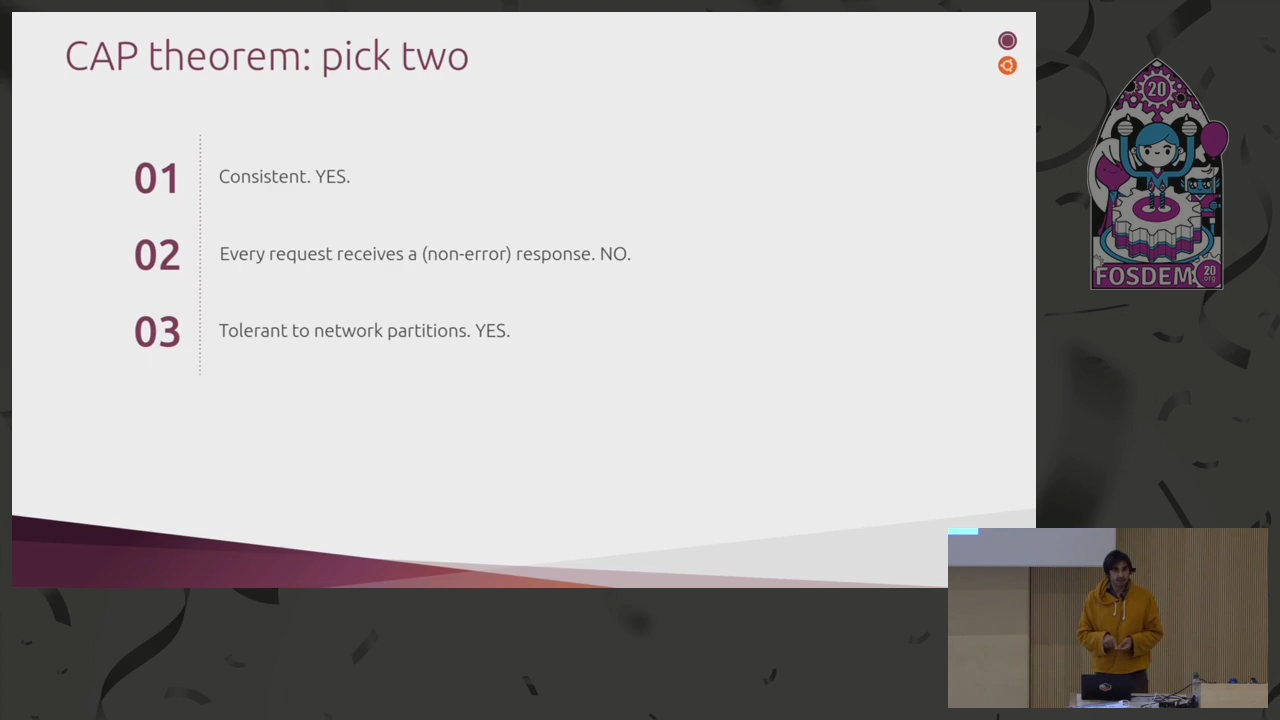 CAP theorem: pick two
01
Consistent. YES.
02
Every request receives a (non-error) response. NO.
03
Tolerant to network partitions. YES.
20
FOSDEM
20
.org